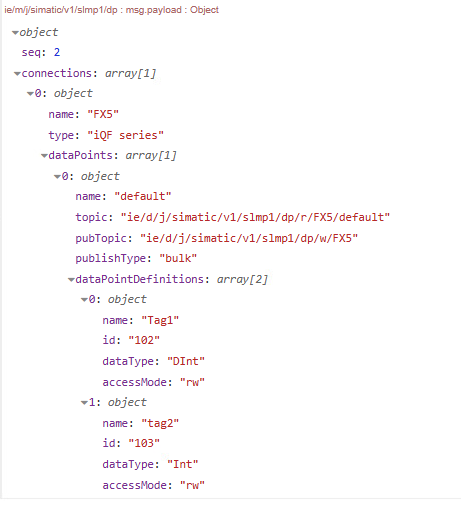 ie/m/j/simatic/v1/slmp1/dp : msg.payload : Object
object
seq: 2
connections: array[1]
0: object
name: "FX5"
type: "iQF series"
dataPoints: array[1]
0: object
name: "default"
topic: "ie/d/j/simatic/v1/slmp1/dp/r/FX5/default"
pubTopic: "ie/d/j/simatic/v1/slmp1/dp/w/FX5"
publishType: "bulk"
dataPointDefinitions: array[2]
0: object
name: "Tag1"
id: "102"
dataType: "DInt"
accessMode: "rw"
1: object
name: "tag2"
id: "103"
dataType: "Int"
accessMode: "rw"